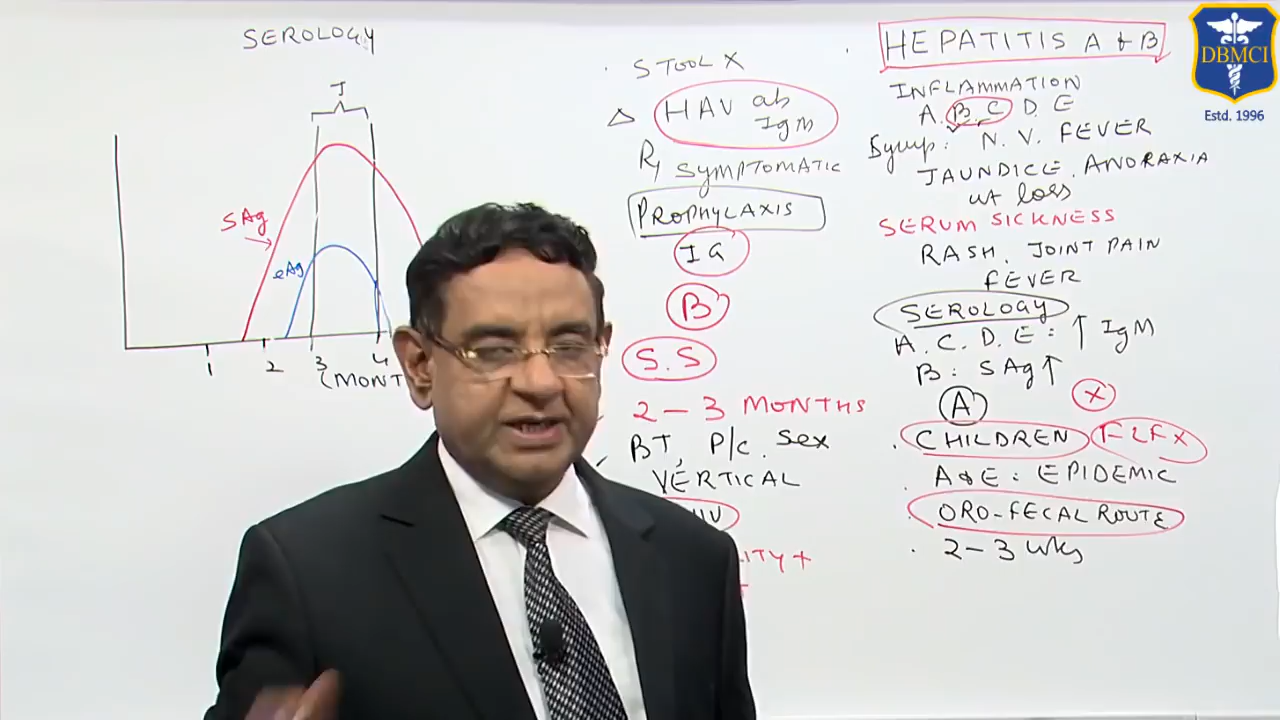 SEROLOGY
J
SAg
eAg
1 2 3 4
(MONT
STOOL X
△ HAV ab
IgM
Rx SYMPTOMATIC
PROPHYLAXIS
IG
B
S.S
2-3 MONTHS
BT, P/C. Sex
VERTICAL
ITY +
HEPATITIS A & B
INFLAMMATION
A. B. C. D. E
Symp: N. V. FEVER
JAUNDICE. ANORAXIA
wt loss
SERUM SICKNESS
RASH. JOINT PAIN
FEVER
SEROLOGY
A. C. D. E: ↑ IgM
B: SAg ↑
A X
CHILDREN
A & E: EPIDEMIC
ORO-FECAL ROUTE
2-3 wks
DBMCI
Estd. 1996